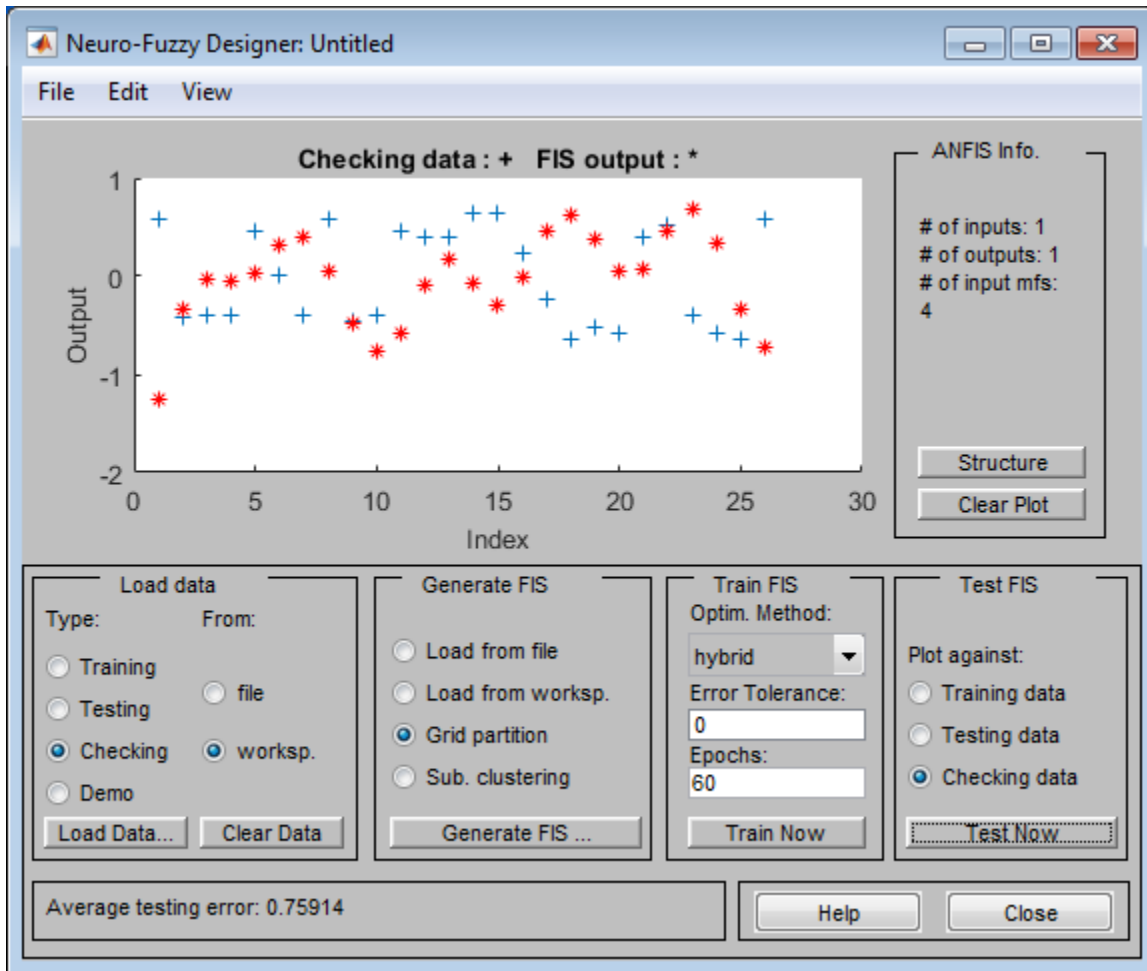 Neuro-Fuzzy Designer: Untitled
File Edit View
Checking data : + FIS output : *
1
0
-1
-2
Output
0 5 10 15 20 25 30
Index
ANFIS Info.
# of inputs: 1
# of outputs: 1
# of input mfs:
4
Structure
Clear Plot
Load data
Type: From:
Training
Testing
Checking
Demo
file
worksp.
Load Data... Clear Data
Generate FIS
Load from file
Load from worksp.
Grid partition
Sub. clustering
Generate FIS ...
Train FIS
Optim. Method:
hybrid
Error Tolerance:
0
Epochs:
60
Train Now
Test FIS
Plot against:
Training data
Testing data
Checking data
Test Now
Average testing error: 0.75914
Help Close